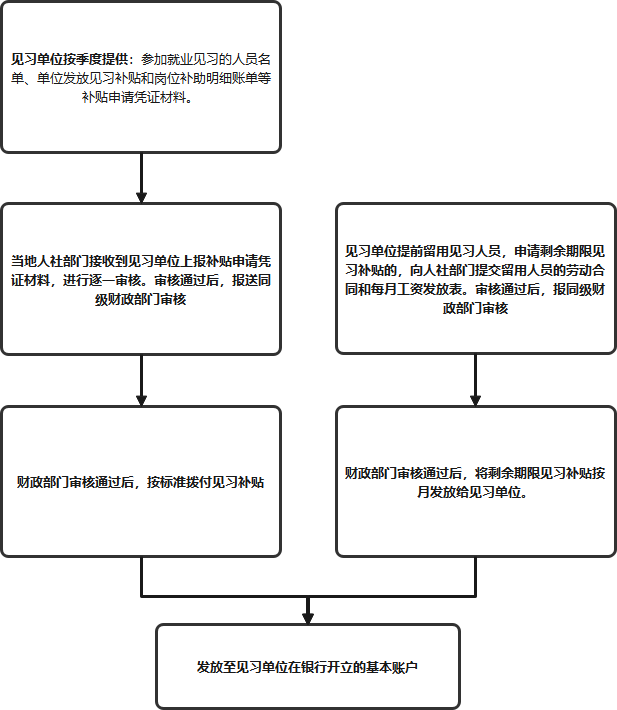 见习单位按季度提供：参加就业见习的人员名
单、单位发放见习补贴和岗位补助明细账单等
补贴申请凭证材料。
当地人社部门接收到见习单位上报补贴申请凭
证材料，进行逐一审核。审核通过后，报送同
级财政部门审核
见习单位提前留用见习人员，申请剩余期限见
习补贴的，向人社部门提交留用人员的劳动合
同和每月工资发放表。审核通过后，报同级财
政部门审核
财政部门审核通过后，按标准拨付见习补贴
财政部门审核通过后，将剩余期限见习补贴按
月发放给见习单位。
发放至见习单位在银行开立的基本账户